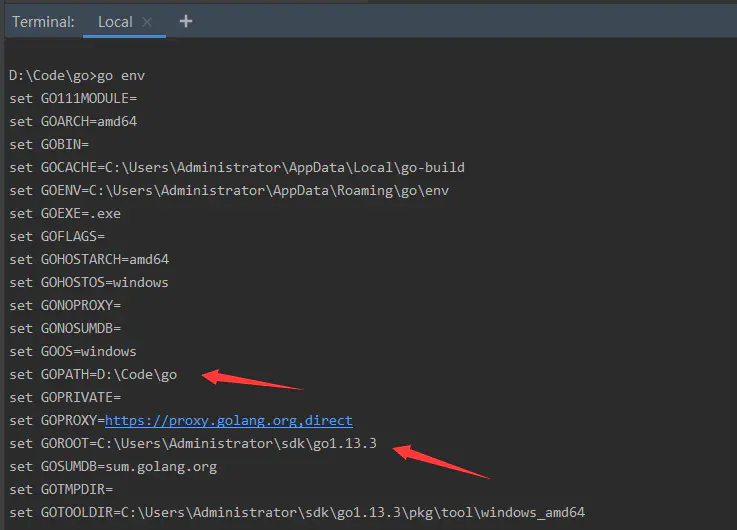 Terminal: Local × +
D:\Code\go>go env
set GO111MODULE=
set GOARCH=amd64
set GOBIN=
set GOCACHE=C:\Users\Administrator\AppData\Local\go-build
set GOENV=C:\Users\Administrator\AppData\Roaming\go\env
set GOEXE=.exe
set GOFLAGS=
set GOHOSTARCH=amd64
set GOHOSTOS=windows
set GONOPROXY=
set GONOSUMDB=
set GOOS=windows
set GOPATH=D:\Code\go
set GOPRIVATE=
set GOPROXY=https://proxy.golang.org,direct
set GOROOT=C:\Users\Administrator\sdk\go1.13.3
set GOSUMDB=sum.golang.org
set GOTMPDIR=
set GOTOOLDIR=C:\Users\Administrator\sdk\go1.13.3\pkg\tool\windows_amd64